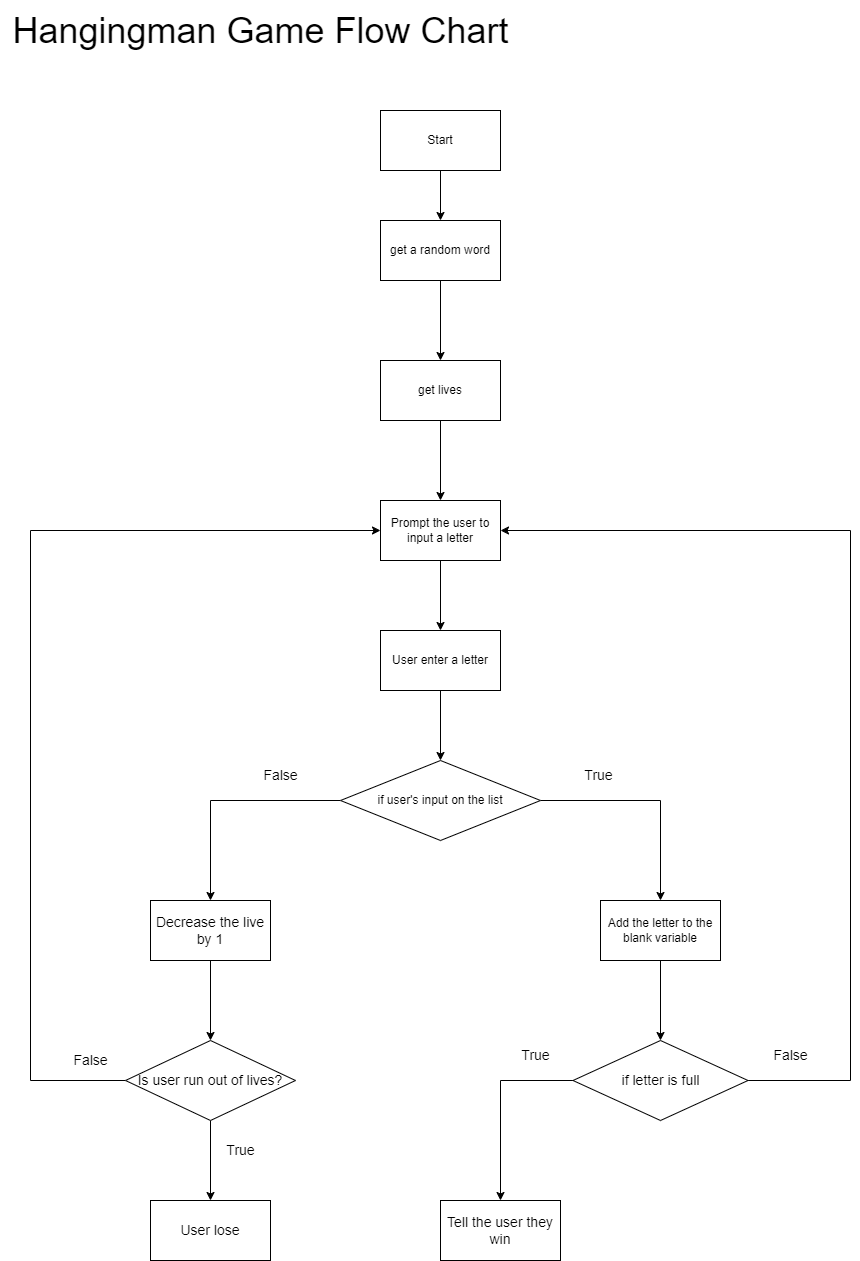 Hangingman Game Flow Chart
Start
get a random word
get lives
Prompt the user to
input a letter
User enter a letter
False
True
if user's input on the list
Decrease the live
by 1
Add the letter to the
blank variable
False
Is user run out of lives?
True
if letter is full
False
True
User lose
Tell the user they
win